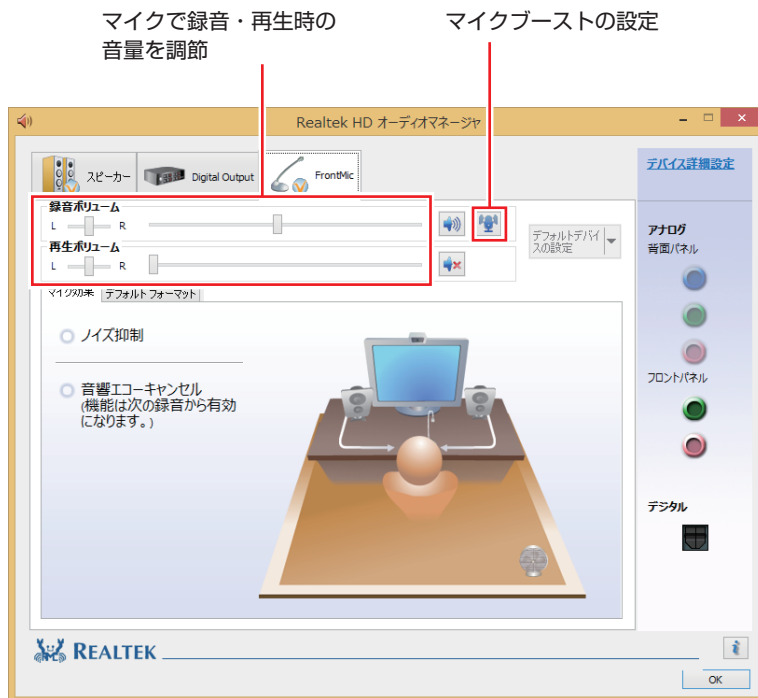 マイクで録音・再生時の
音量を調節
マイクブーストの設定
Realtek HD オーディオマネージャ
スピーカー
Digital Output
FrontMic
デバイス詳細設定
録音ボリューム
L R
デフォルトデバイ
スの設定
再生ボリューム
L R
アナログ
背面パネル
マイク効果
デフォルト フォーマット
ノイズ抑制
音響エコーキャンセル
(機能は次の録音から有効
になります。)
フロントパネル
デジタル
REALTEK
i
OK